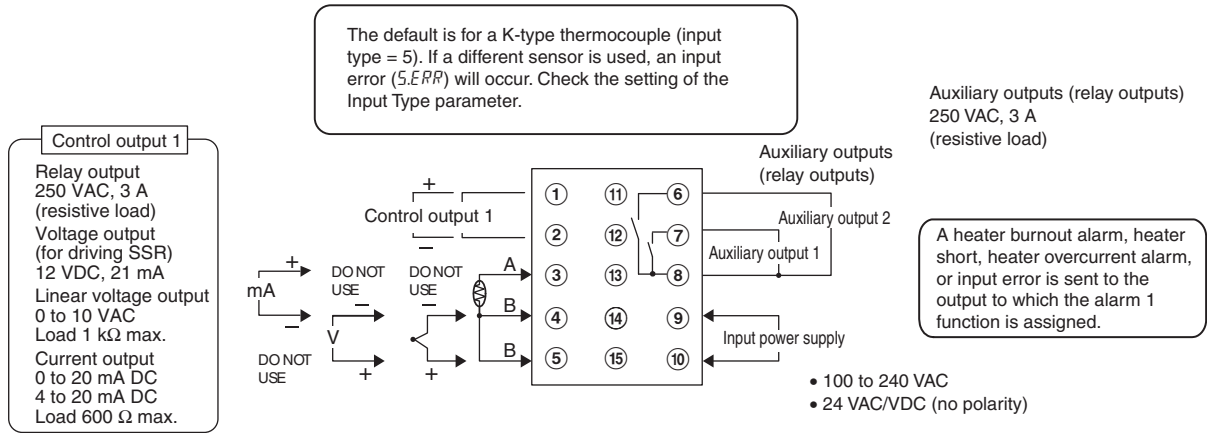 The default is for a K-type thermocouple (input
type = 5). If a different sensor is used, an input
error (S.ERR) will occur. Check the setting of the
Input Type parameter.
Auxiliary outputs (relay outputs)
250 VAC, 3 A
(resistive load)
Control output 1
Relay output
250 VAC, 3 A
(resistive load)
Voltage output
(for driving SSR)
12 VDC, 21 mA
Linear voltage output
0 to 10 VAC
Load 1 kΩ max.
Current output
0 to 20 mA DC
4 to 20 mA DC
Load 600 Ω max.
Auxiliary outputs
(relay outputs)
+
Control output 1
−
1 11 6
2 12 7
3 13 8
4 14 9
5 15 10
Auxiliary output 2
Auxiliary output 1
Input power supply
A
B
B
+
mA
−
DO NOT
USE
−
V
+
DO NOT
USE
DO NOT
USE
−
+
A heater burnout alarm, heater
short, heater overcurrent alarm,
or input error is sent to the
output to which the alarm 1
function is assigned.
• 100 to 240 VAC
• 24 VAC/VDC (no polarity)